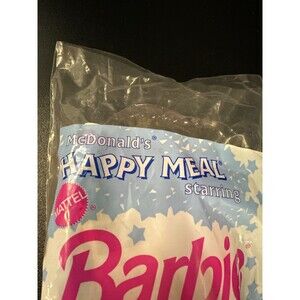 McDonald's®
HAPPY MEAL®
starring
MATTEL
Barbie